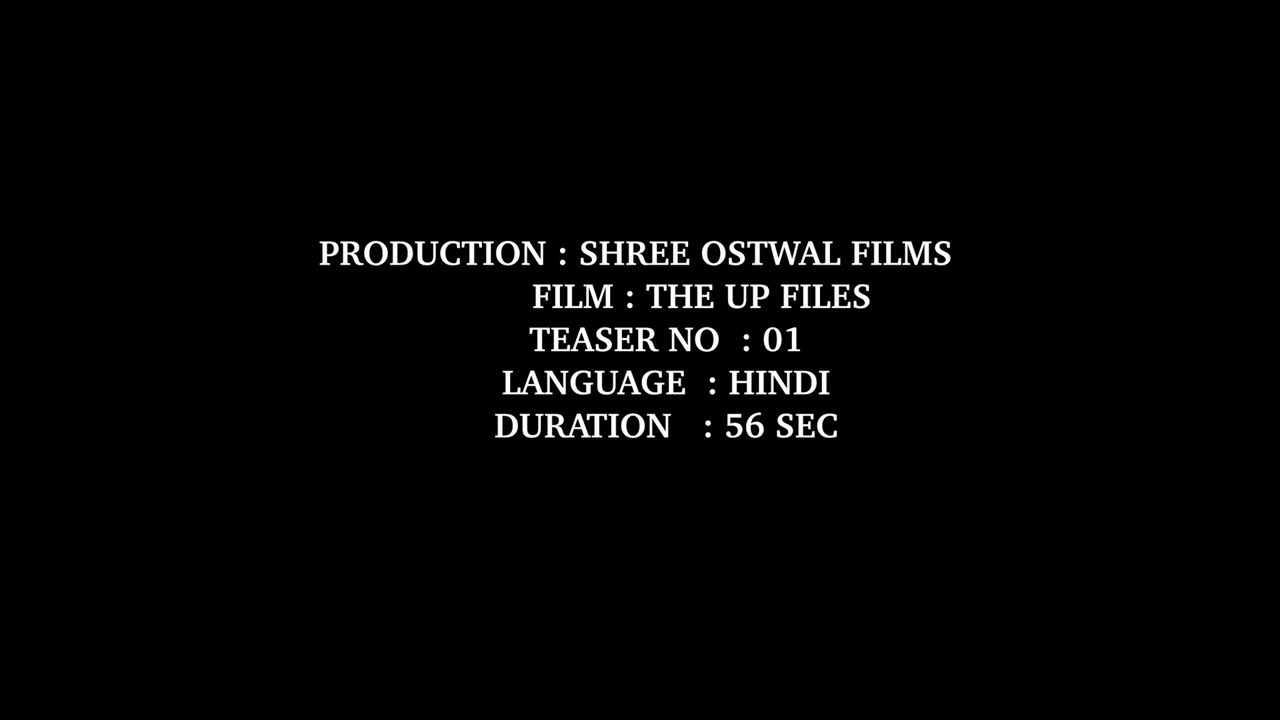 PRODUCTION : SHREE OSTWAL FILMS
FILM : THE UP FILES
TEASER NO : 01
LANGUAGE : HINDI
DURATION : 56 SEC